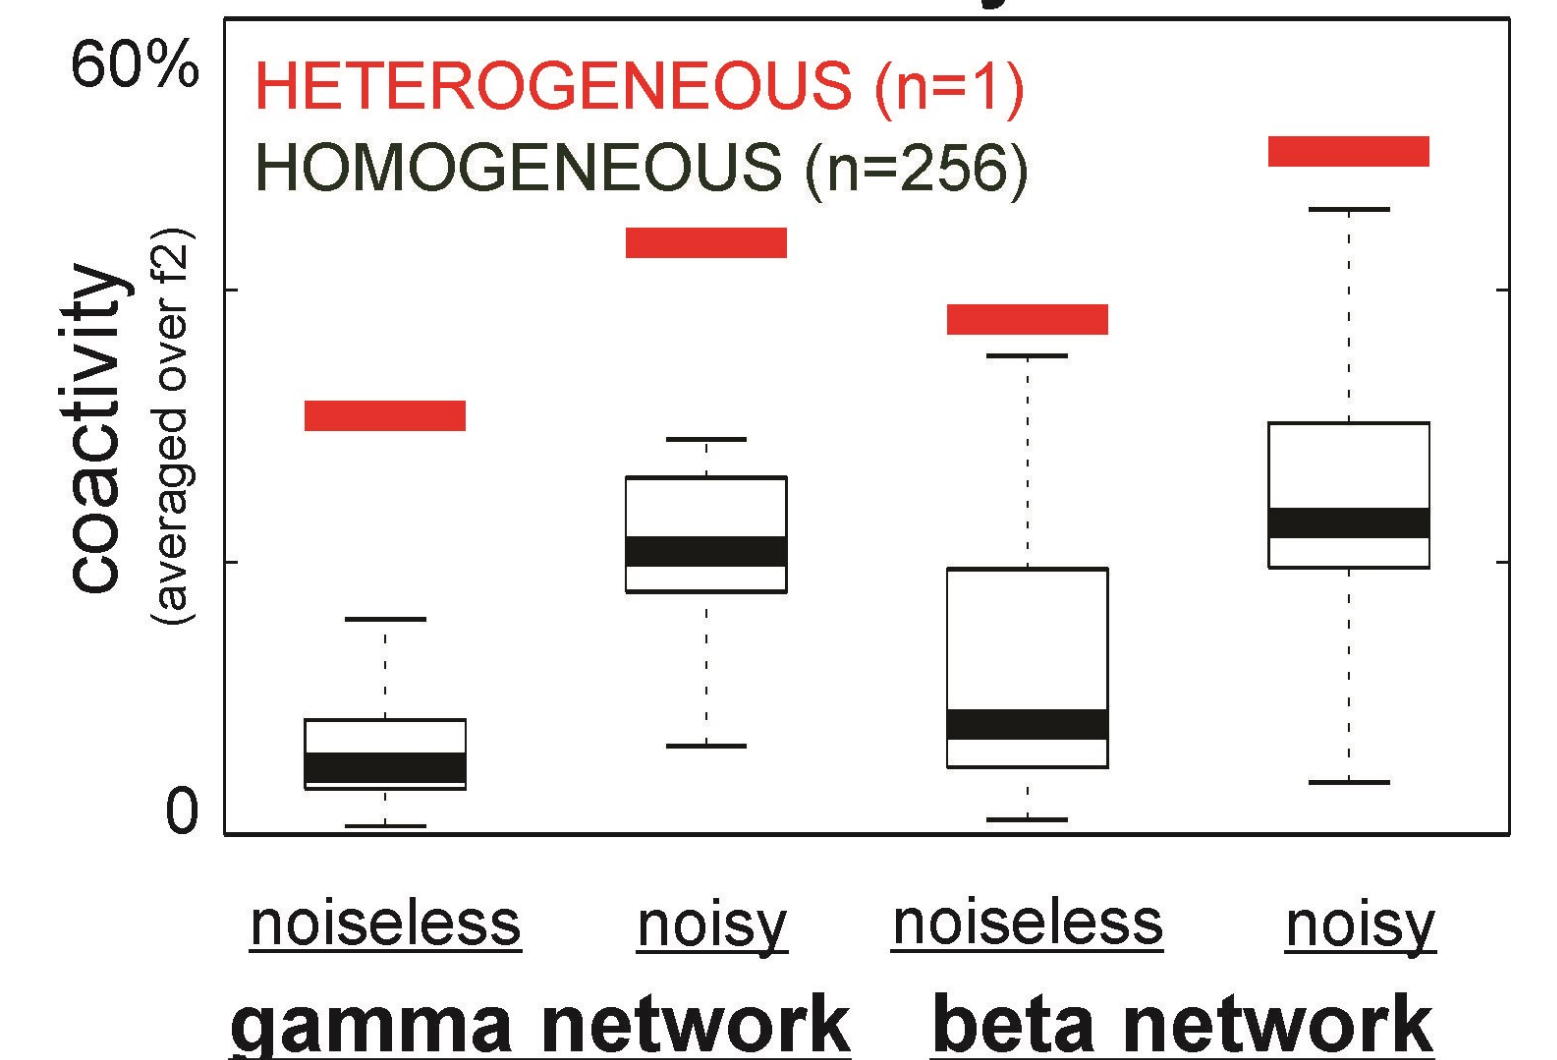 60%
HETEROGENEOUS (n=1)
HOMOGENEOUS (n=256)
coactivity
(averaged over f2)
0
noiseless noisy noiseless noisy
gamma network beta network